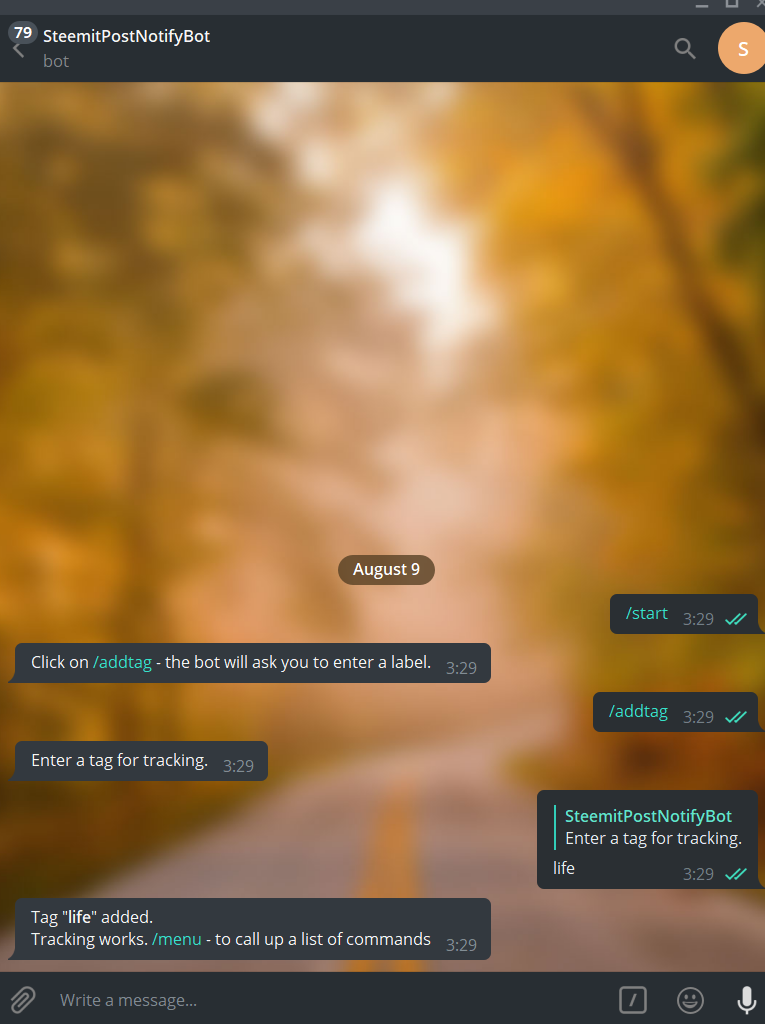 79
SteemitPostNotifyBot
bot
S
August 9
/start 3:29
Click on /addtag - the bot will ask you to enter a label. 3:29
/addtag 3:29
Enter a tag for tracking. 3:29
SteemitPostNotifyBot
Enter a tag for tracking.
life 3:29
Tag "life" added.
Tracking works. /menu - to call up a list of commands 3:29
Write a message...
/